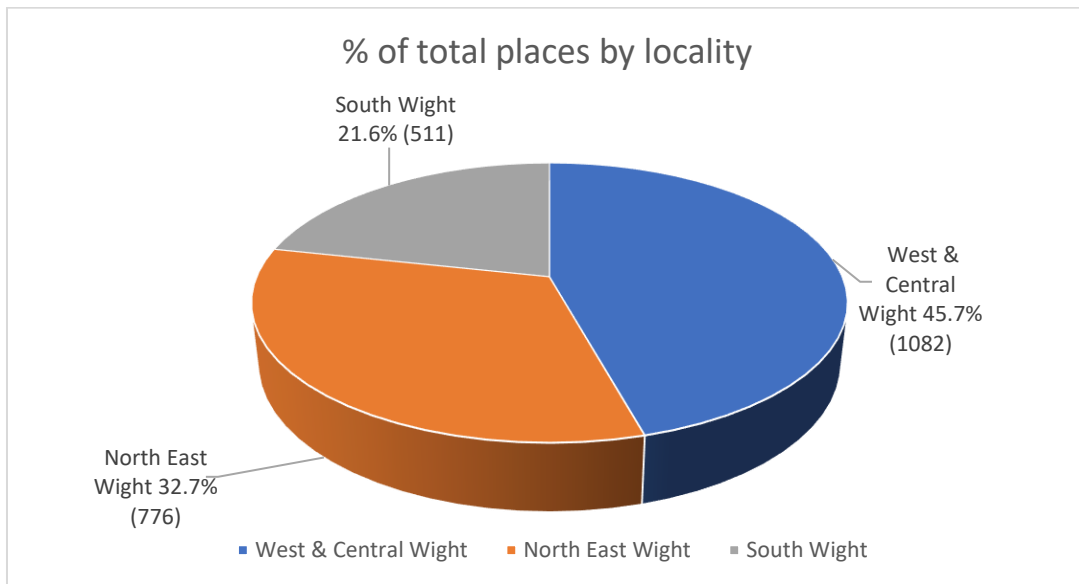 % of total places by locality
South Wight
21.6% (511)
West &
Central
Wight 45.7%
(1082)
North East
Wight 32.7%
(776)
West & Central Wight North East Wight South Wight